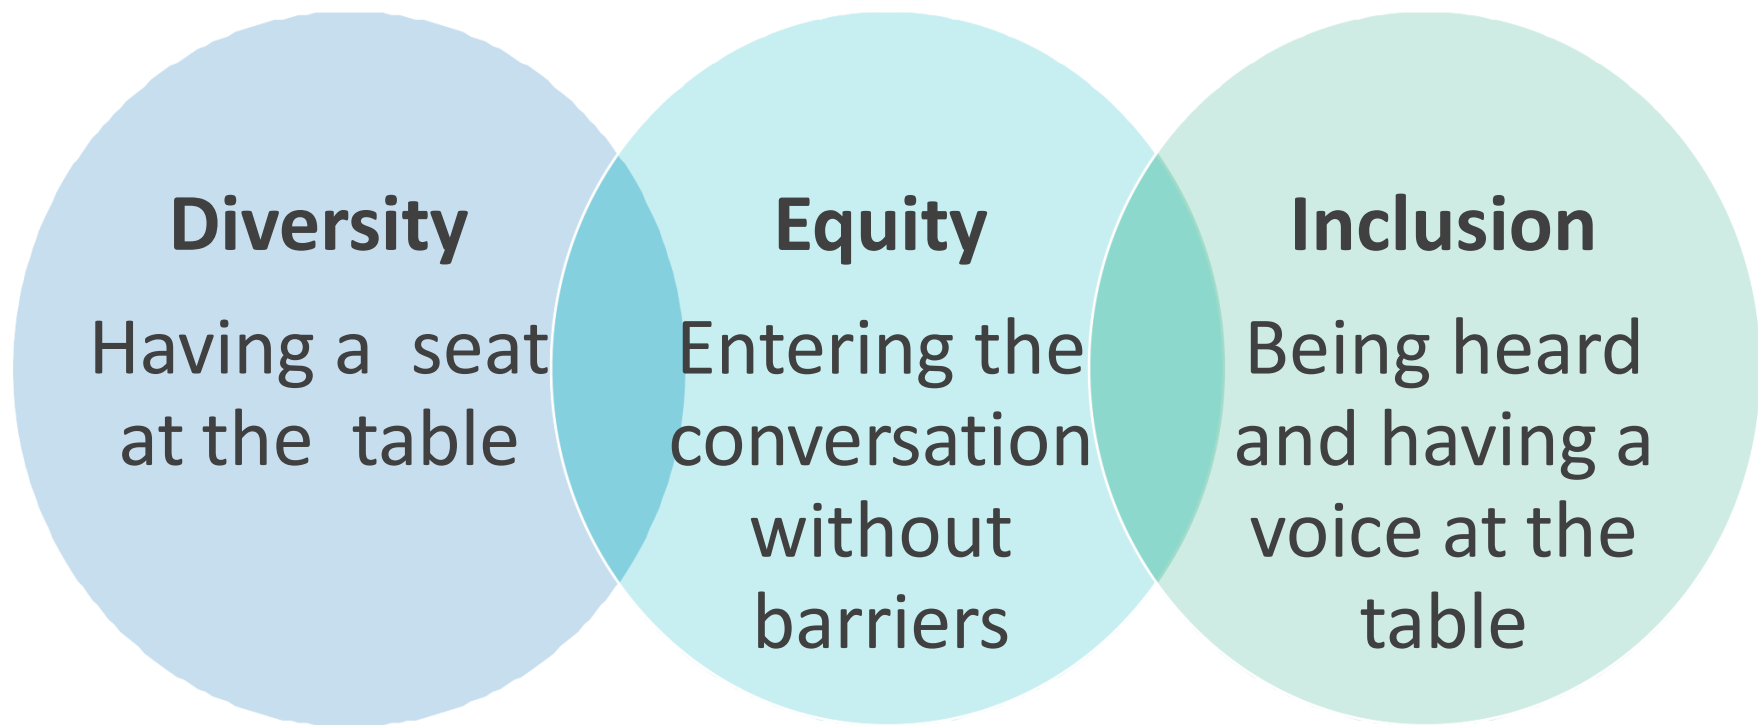 Diversity
Having a seat
at the table
Equity
Entering the
conversation
without
barriers
Inclusion
Being heard
and having a
voice at the
table